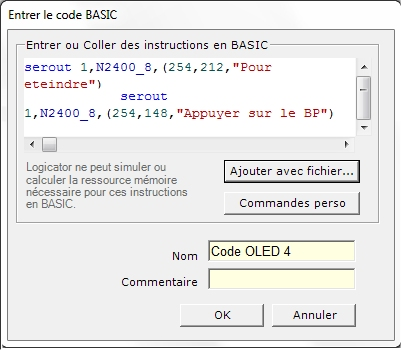 Entrer le code BASIC
Entrer ou Coller des instructions en BASIC
serout 1,N2400_8,(254,212,"Pour
eteindre")
serout
1,N2400_8,(254,148,"Appuyer sur le BP")
Logicator ne peut simuler ou
calculer la ressource mémoire
nécessaire pour ces instructions
en BASIC.
Ajouter avec fichier...
Commandes perso
Nom Code OLED 4
Commentaire
OK Annuler